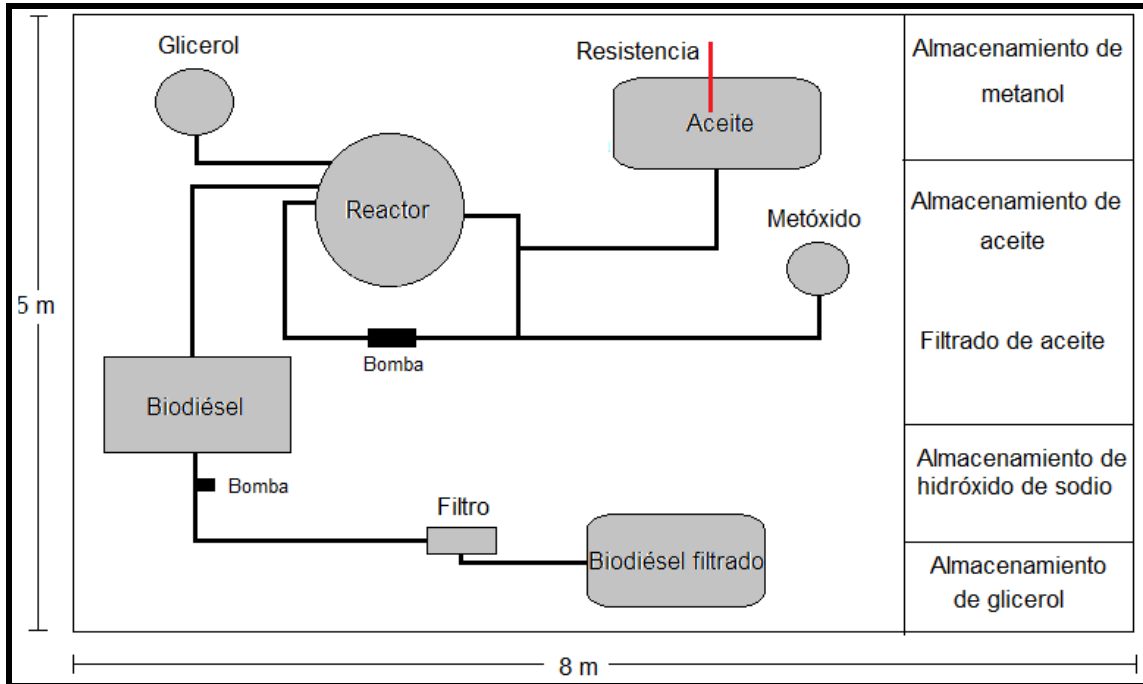 Glicerol
Resistencia
Aceite
Reactor
Metóxido
Bomba
Biodiésel
Bomba
Filtro
Biodiésel filtrado
Almacenamiento de
metanol
Almacenamiento de
aceite
Filtrado de aceite
Almacenamiento de
hidróxido de sodio
Almacenamiento
de glicerol
5 m
8 m